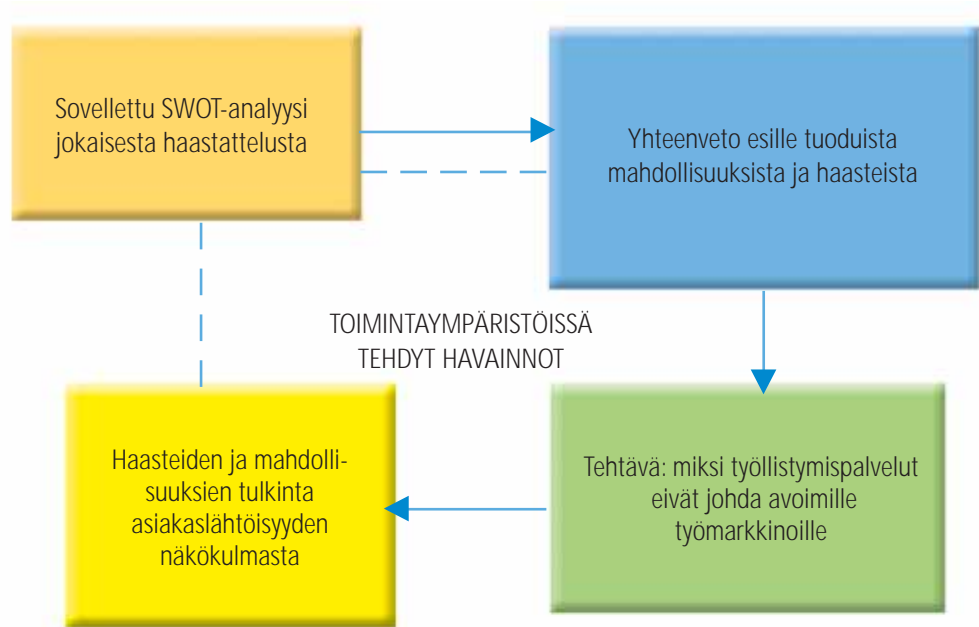 Sovellettu SWOT-analyysi
jokaisesta haastattelusta
Yhteenveto esille tuoduista
mahdollisuuksista ja haasteista
TOIMINTAYMPÄRISTÖISSÄ
TEHDYT HAVAINNOT
Haasteiden ja mahdolli-
suuksien tulkinta
asiakaslähtöisyyden
näkökulmasta
Tehtävä: miksi työllistymispalvelut
eivät johda avoimille
työmarkkinoille